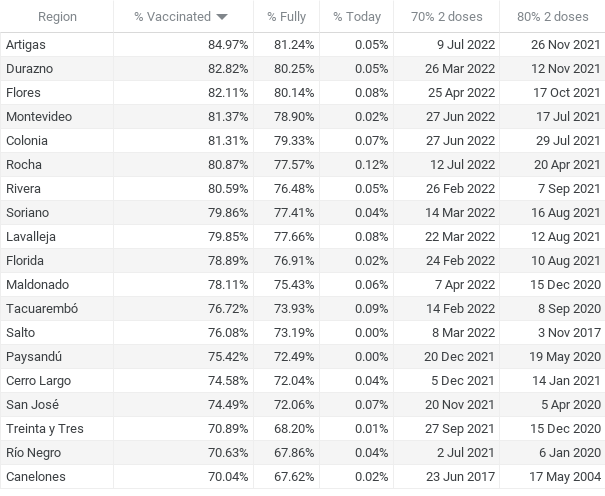 Region % Vaccinated % Fully % Today 70% 2 doses 80% 2 doses
Artigas 84.97% 81.24% 0.05% 9 Jul 2022 26 Nov 2021
Durazno 82.82% 80.25% 0.05% 26 Mar 2022 12 Nov 2021
Flores 82.11% 80.14% 0.08% 25 Apr 2022 17 Oct 2021
Montevideo 81.37% 78.90% 0.02% 27 Jun 2022 17 Jul 2021
Colonia 81.31% 79.33% 0.07% 27 Jun 2022 29 Jul 2021
Rocha 80.87% 77.57% 0.12% 12 Jul 2022 20 Apr 2021
Rivera 80.59% 76.48% 0.05% 26 Feb 2022 7 Sep 2021
Soriano 79.86% 77.41% 0.04% 14 Mar 2022 16 Aug 2021
Lavalleja 79.85% 77.66% 0.08% 22 Mar 2022 12 Aug 2021
Florida 78.89% 76.91% 0.02% 24 Feb 2022 10 Aug 2021
Maldonado 78.11% 75.43% 0.06% 7 Apr 2022 15 Dec 2020
Tacuarembó 76.72% 73.93% 0.09% 14 Feb 2022 8 Sep 2020
Salto 76.08% 73.19% 0.00% 8 Mar 2022 3 Nov 2017
Paysandú 75.42% 72.49% 0.00% 20 Dec 2021 19 May 2020
Cerro Largo 74.58% 72.04% 0.04% 5 Dec 2021 14 Jan 2021
San José 74.49% 72.06% 0.07% 20 Nov 2021 5 Apr 2020
Treinta y Tres 70.89% 68.20% 0.01% 27 Sep 2021 15 Dec 2020
Río Negro 70.63% 67.86% 0.04% 2 Jul 2021 6 Jan 2020
Canelones 70.04% 67.62% 0.02% 23 Jun 2017 17 May 2004